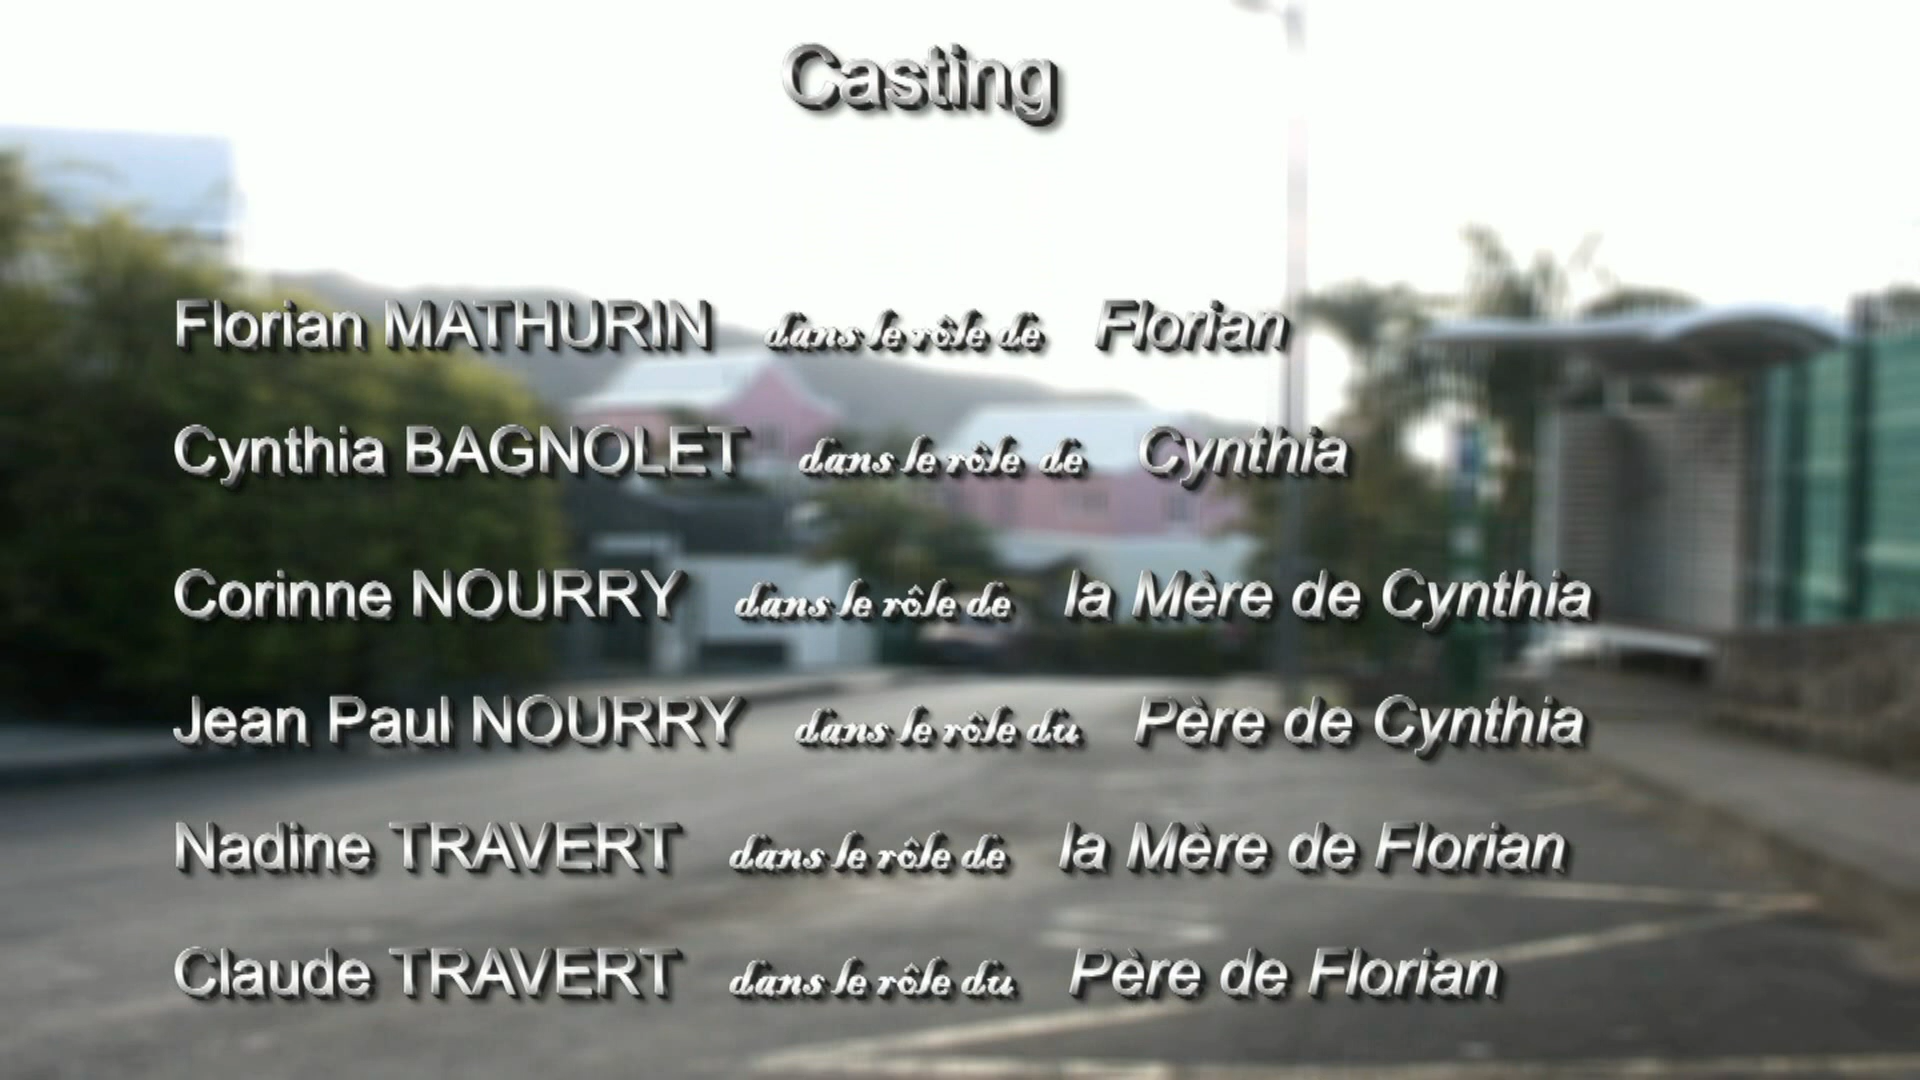 Casting
Florian MATHURIN dans le rôle de Florian
Cynthia BAGNOLET dans le rôle de Cynthia
Corinne NOURRY dans le rôle de la Mère de Cynthia
Jean Paul NOURRY dans le rôle du Père de Cynthia
Nadine TRAVERT dans le rôle de la Mère de Florian
Claude TRAVERT dans le rôle du Père de Florian